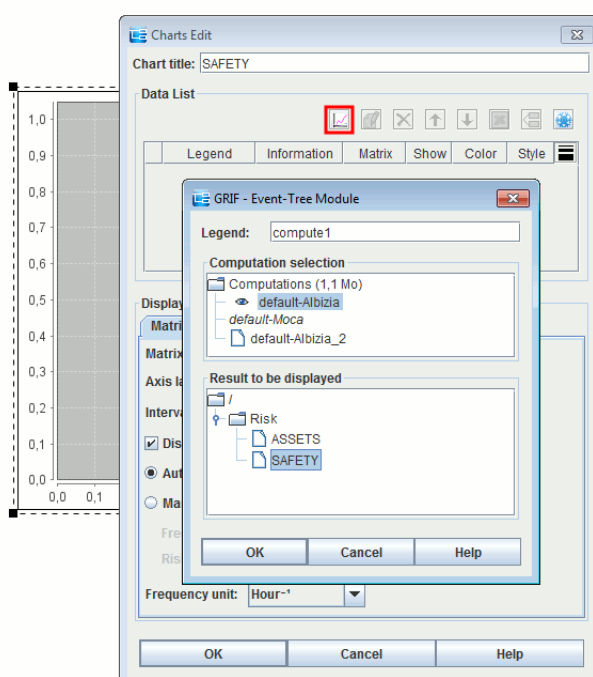 Charts Edit
Chart title: SAFETY
Data List
Legend Information Matrix Show Color Style
GRIF - Event-Tree Module
Legend: compute1
Computation selection
Computations (1,1 Mo)
default-Albizia
default-Moca
default-Albizia_2
Result to be displayed
/
Risk
ASSETS
SAFETY
OK Cancel Help
Display
Matri
Matrix
Axis la
Interva
Dis
Aut
Ma
Fre
Ris
Frequency unit: Hour⁻¹
OK Cancel Help
1,0
0,9
0,8
0,7
0,6
0,5
0,4
0,3
0,2
0,1
0,0
0,0 0,1